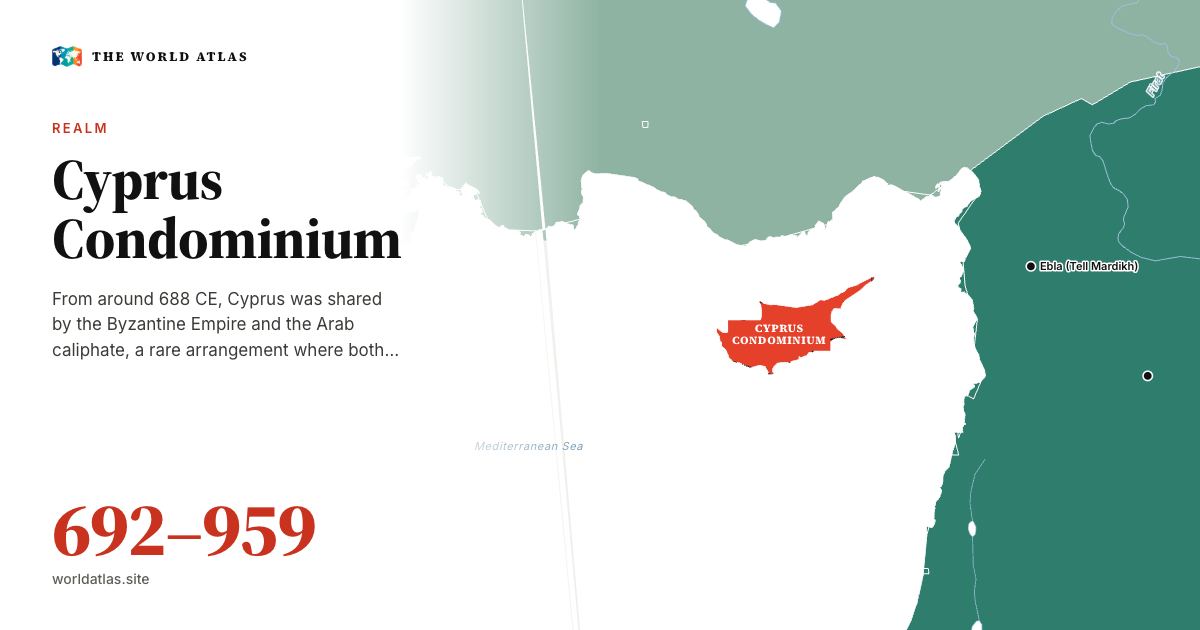 THE WORLD ATLAS
REALM
Cyprus
Condominium
From around 688 CE, Cyprus was shared
by the Byzantine Empire and the Arab
caliphate, a rare arrangement where both...
692–959
worldatlas.site
Fırat
Ebla (Tell Mardikh)
CYPRUS
CONDOMINIUM
Mediterranean Sea